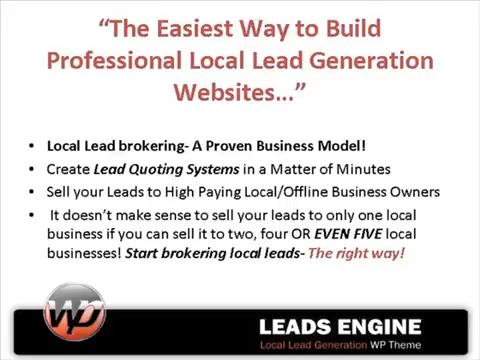 “The Easiest Way to Build
Professional Local Lead Generation
Websites…”
• Local Lead brokering- A Proven Business Model!
• Create Lead Quoting Systems in a Matter of Minutes
• Sell your Leads to High Paying Local/Offline Business Owners
• It doesn’t make sense to sell your leads to only one local
business if you can sell it to two, four OR EVEN FIVE local
businesses! Start brokering local leads- The right way!
WP
LEADS ENGINE
Local Lead Generation WP Theme